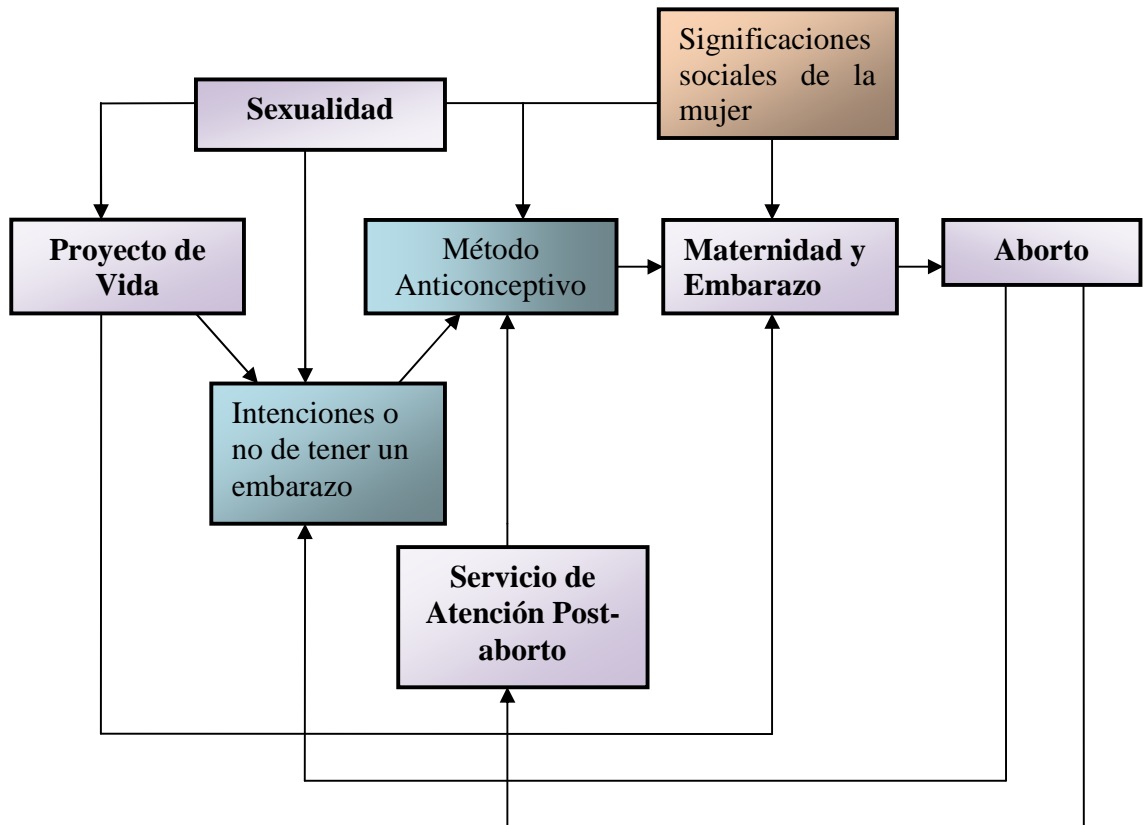 Significaciones
sociales de la
mujer
Sexualidad
Proyecto de
Vida
Método
Anticonceptivo
Maternidad y
Embarazo
Aborto
Intenciones o
no de tener un
embarazo
Servicio de
Atención Post-
aborto